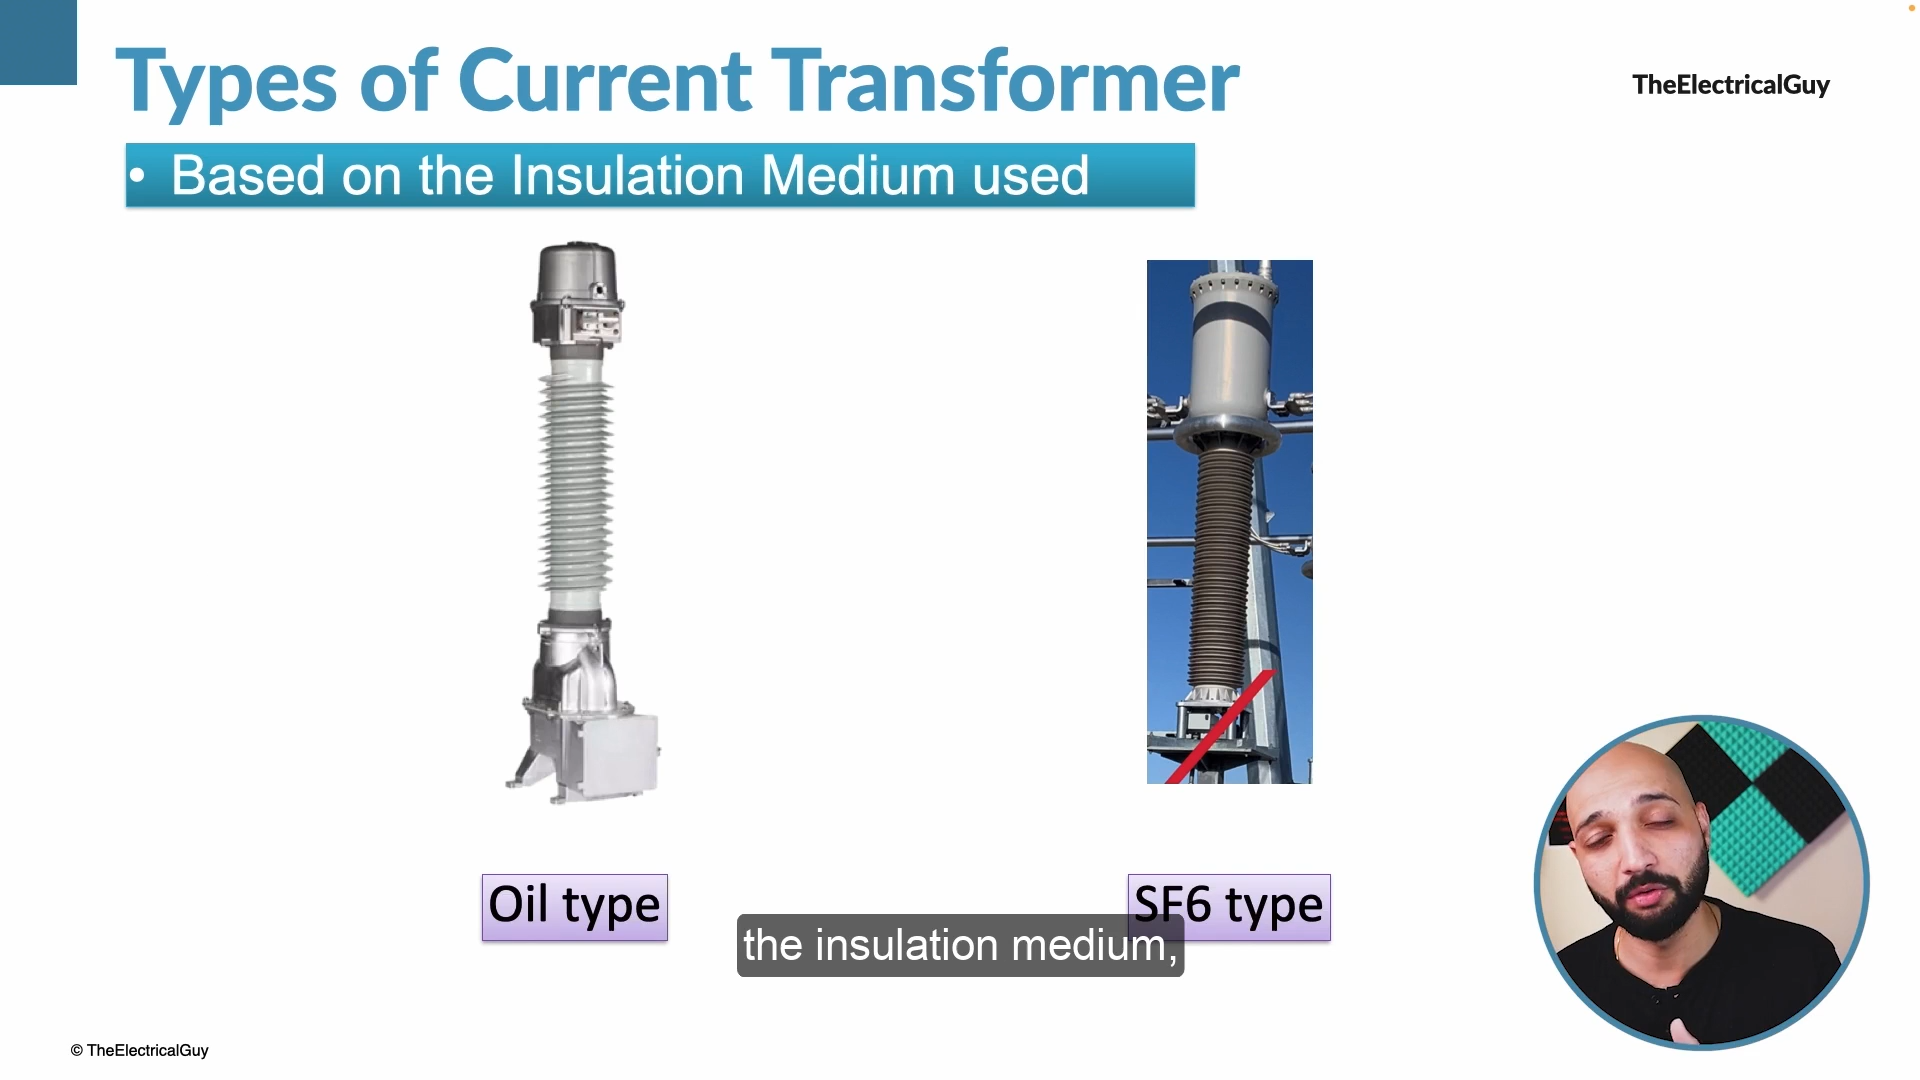 Types of Current Transformer
TheElectricalGuy
• Based on the Insulation Medium used
Oil type
SF6 type
the insulation medium,
© TheElectricalGuy